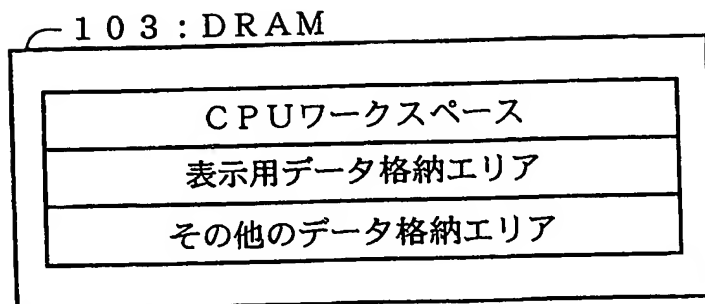 １０３：ＤＲＡＭ
ＣＰＵワークスペース
表示用データ格納エリア
その他のデータ格納エリア